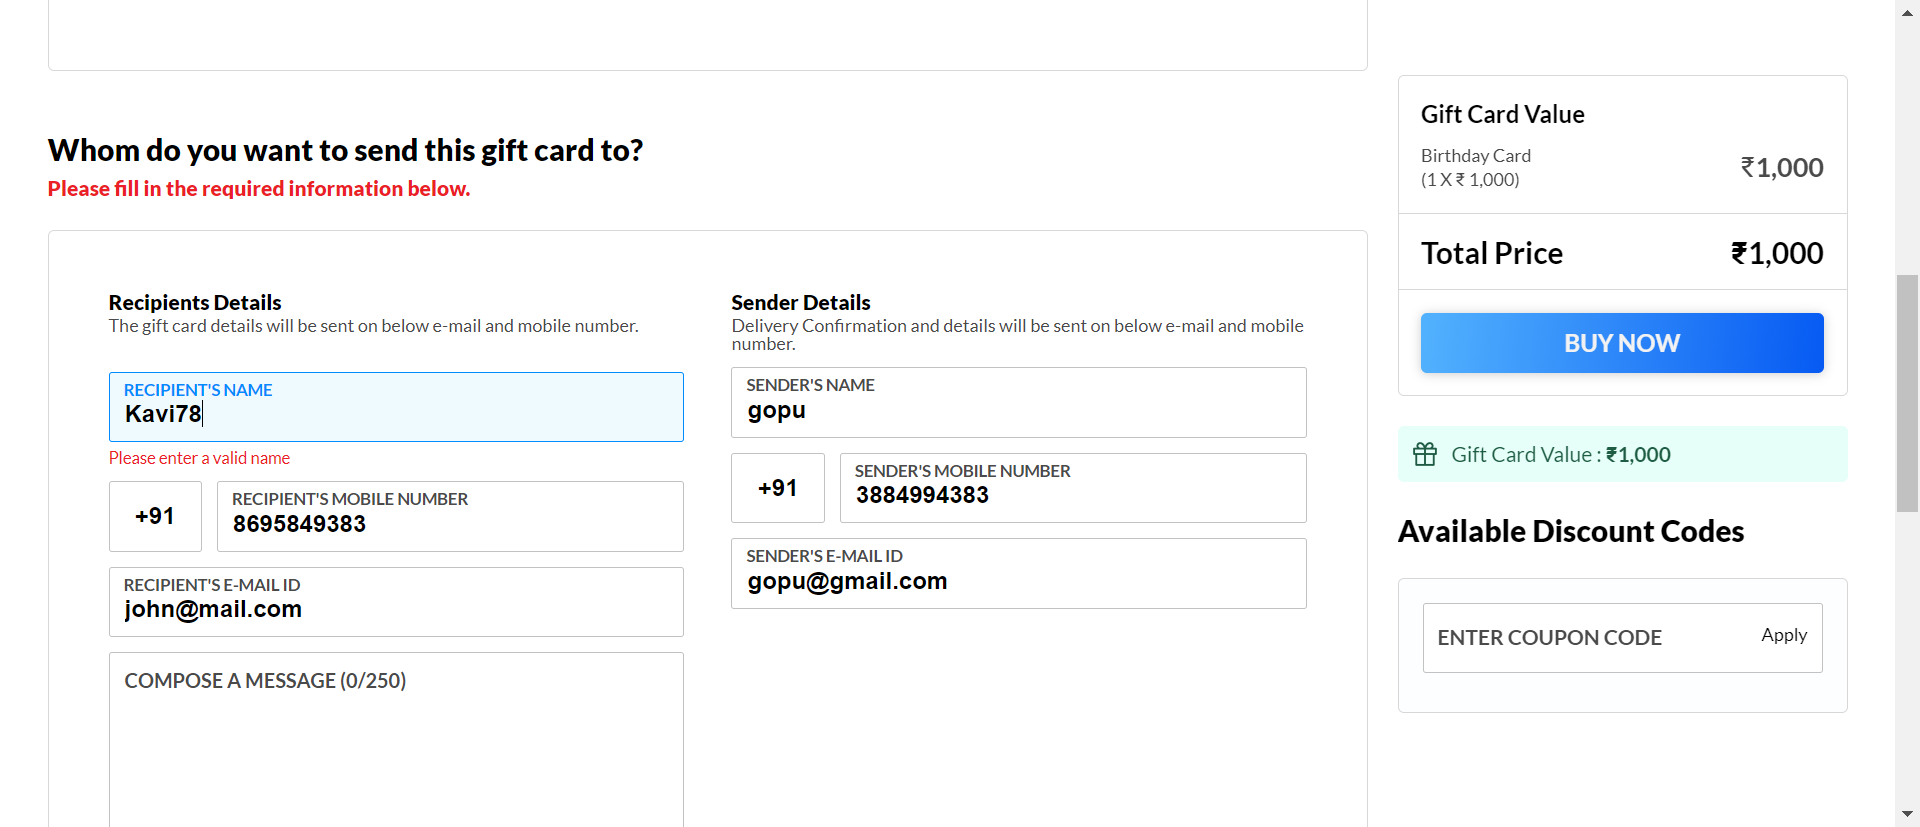 Whom do you want to send this gift card to?
Please fill in the required information below.
Recipients Details
The gift card details will be sent on below e-mail and mobile number.
RECIPIENT'S NAME
Kavi78
Please enter a valid name
+91
RECIPIENT'S MOBILE NUMBER
8695849383
RECIPIENT'S E-MAIL ID
john@mail.com
COMPOSE A MESSAGE (0/250)
Sender Details
Delivery Confirmation and details will be sent on below e-mail and mobile
number.
SENDER'S NAME
gopu
+91
SENDER'S MOBILE NUMBER
3884994383
SENDER'S E-MAIL ID
gopu@gmail.com
Gift Card Value
Birthday Card
(1 X ₹ 1,000)
₹1,000
Total Price
₹1,000
BUY NOW
Gift Card Value : ₹1,000
Available Discount Codes
ENTER COUPON CODE
Apply